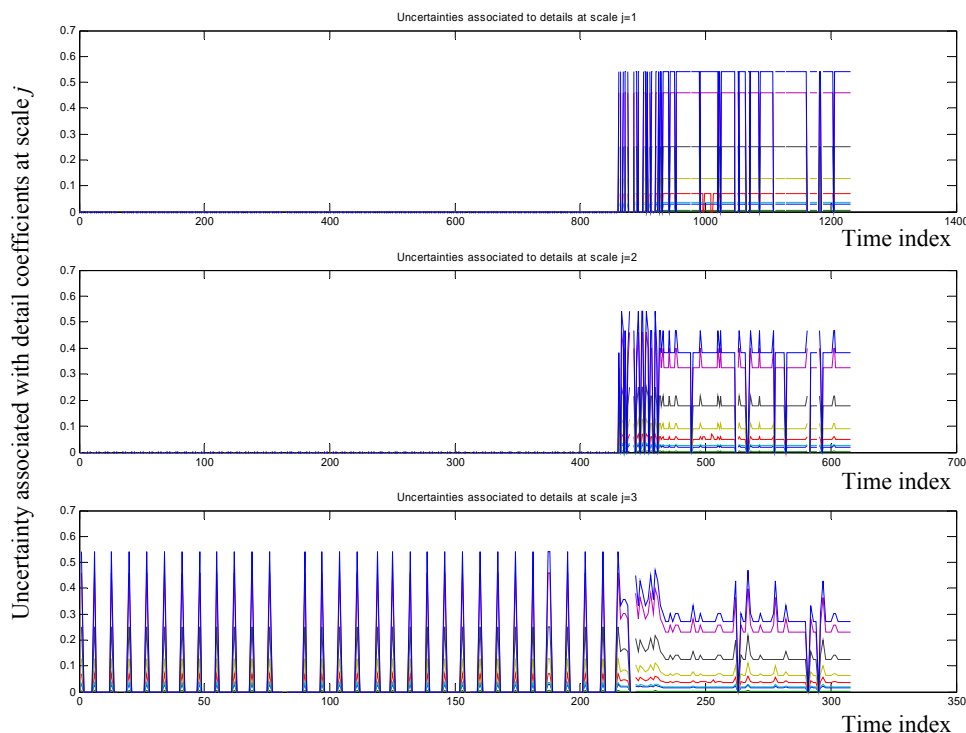 Uncertainty associated with detail coefficients at scale j
Uncertainties associated to details at scale j=1
0.7
0.6
0.5
0.4
0.3
0.2
0.1
0
0 200 400 600 800 1000 1200 1400
Time index
Uncertainties associated to details at scale j=2
0.7
0.6
0.5
0.4
0.3
0.2
0.1
0
0 100 200 300 400 500 600 700
Time index
Uncertainties associated to details at scale j=3
0.7
0.6
0.5
0.4
0.3
0.2
0.1
0
0 50 100 150 200 250 300 350
Time index